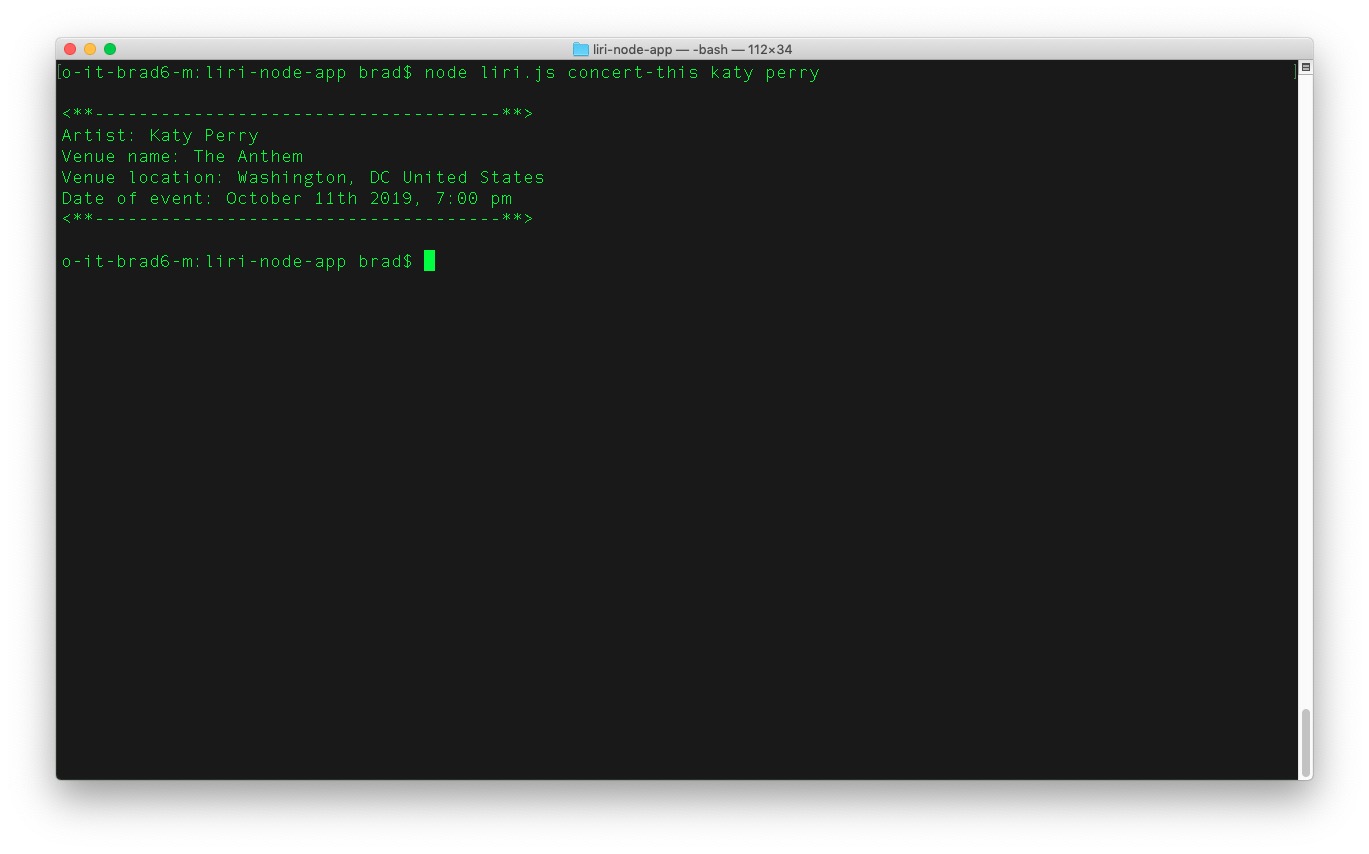 liri-node-app — -bash — 112×34
[o-it-brad6-m:liri-node-app brad$ node liri.js concert-this katy perry ]
<**-------------------------------------**>
Artist: Katy Perry
Venue name: The Anthem
Venue location: Washington, DC United States
Date of event: October 11th 2019, 7:00 pm
<**-------------------------------------**>
o-it-brad6-m:liri-node-app brad$